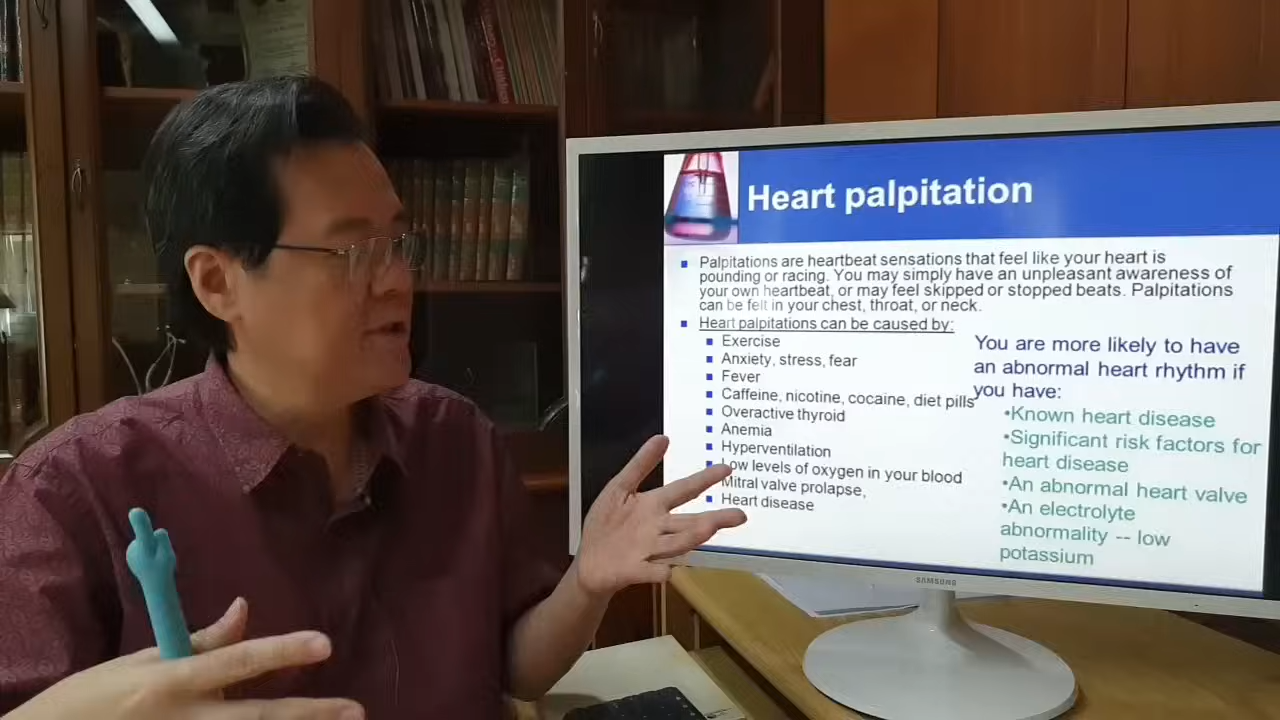 Heart palpitation
Palpitations are heartbeat sensations that feel like your heart is
pounding or racing. You may simply have an unpleasant awareness of
your own heartbeat, or may feel skipped or stopped beats. Palpitations
can be felt in your chest, throat, or neck.
Heart palpitations can be caused by:
Exercise
Anxiety, stress, fear
Fever
Caffeine, nicotine, cocaine, diet pills
Overactive thyroid
Anemia
Hyperventilation
Low levels of oxygen in your blood
Mitral valve prolapse,
Heart disease
You are more likely to have
an abnormal heart rhythm if
you have:
•Known heart disease
•Significant risk factors for
heart disease
•An abnormal heart valve
•An electrolyte
abnormality -- low
potassium
SAMSUNG